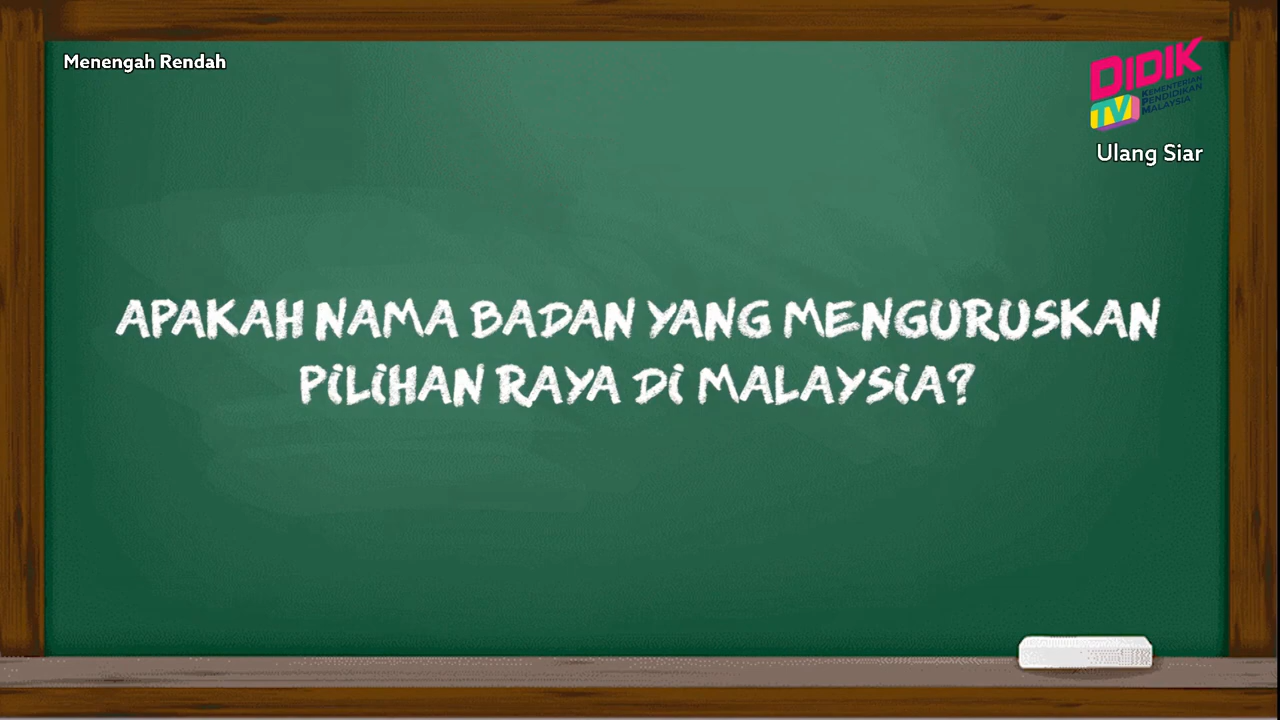 Menengah Rendah
DIDIK
TV
KEMENTERIAN
PENDIDIKAN
MALAYSIA
Ulang Siar
APAKAH NAMA BADAN YANG MENGURUSKAN
PiLiHAN RAYA Di MALAYSiA?